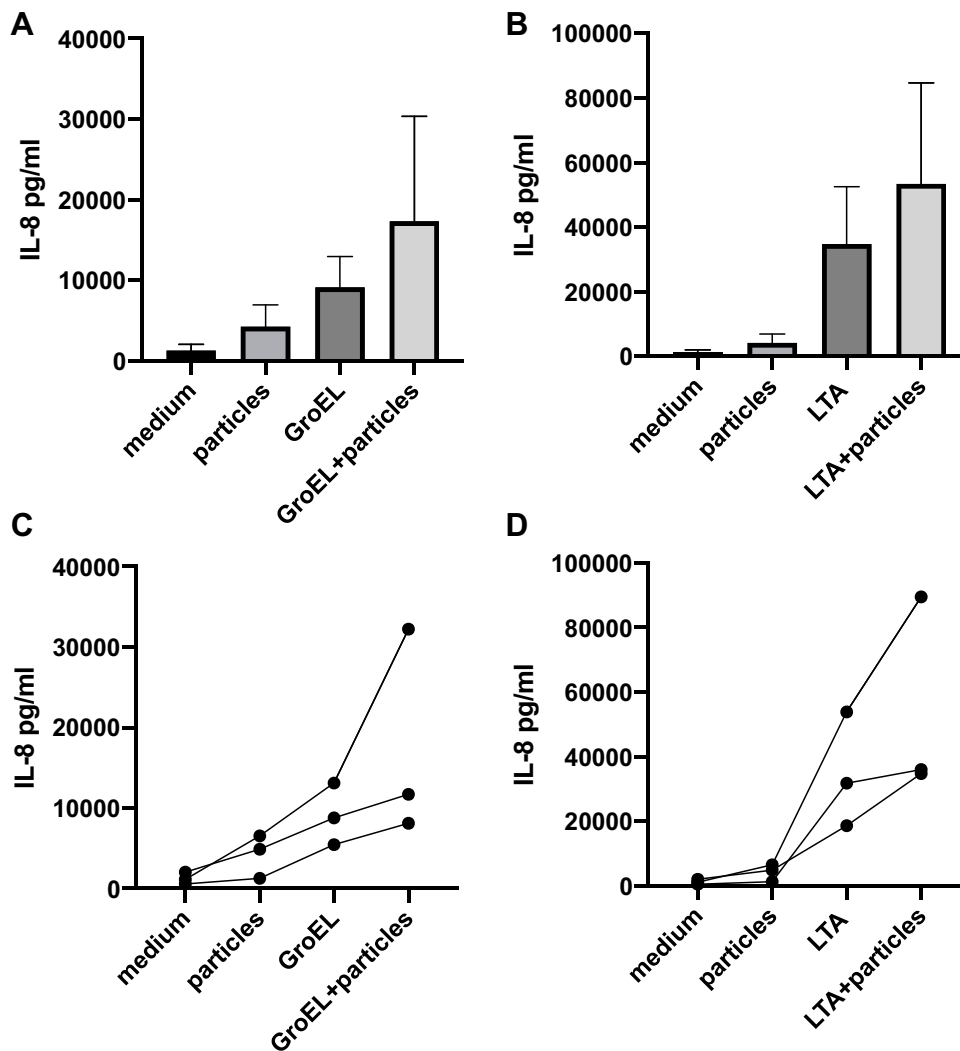 A
IL-8 pg/ml
40000
30000
20000
10000
0
medium
particles
GroEL
GroEL+particles
B
IL-8 pg/ml
100000
80000
60000
40000
20000
0
medium
particles
LTA
LTA+particles
C
IL-8 pg/ml
40000
30000
20000
10000
0
medium
particles
GroEL
GroEL+particles
D
IL-8 pg/ml
100000
80000
60000
40000
20000
0
medium
particles
LTA
LTA+particles